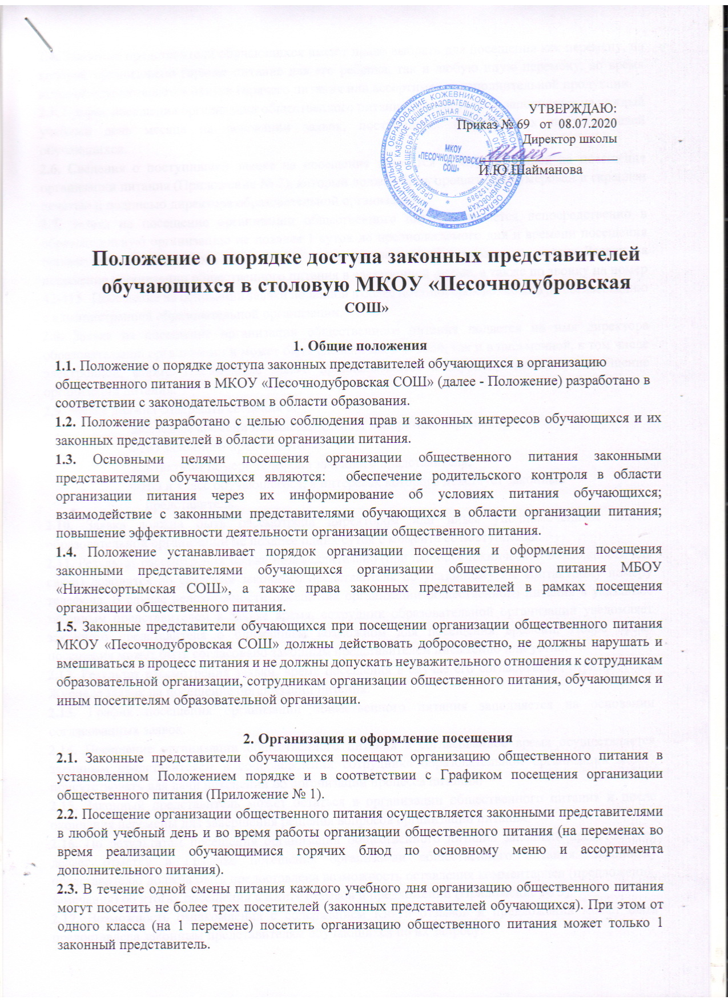 УТВЕРЖДАЮ:
Приказ № 69 от 08.07.2020
Директор школы
И.Ю.Шайманова
МКОУ
«ПЕСОЧНОДУБРОВСКАЯ
СОШ»
Положение о порядке доступа законных представителей
обучающихся в столовую МКОУ «Песочнодубровская
СОШ»
1. Общие положения
1.1. Положение о порядке доступа законных представителей обучающихся в организацию
общественного питания в МКОУ «Песочнодубровская СОШ» (далее - Положение) разработано в
соответствии с законодательством в области образования.
1.2. Положение разработано с целью соблюдения прав и законных интересов обучающихся и их
законных представителей в области организации питания.
1.3. Основными целями посещения организации общественного питания законными
представителями обучающихся являются: обеспечение родительского контроля в области
организации питания через их информирование об условиях питания обучающихся;
взаимодействие с законными представителями обучающихся в области организации питания;
повышение эффективности деятельности организации общественного питания.
1.4. Положение устанавливает порядок организации посещения и оформления посещения
законными представителями обучающихся организации общественного питания МБОУ
«Нижнесортымская СОШ», а также права законных представителей в рамках посещения
организации общественного питания.
1.5. Законные представители обучающихся при посещении организации общественного питания
МКОУ «Песочнодубровская СОШ» должны действовать добросовестно, не должны нарушать и
вмешиваться в процесс питания и не должны допускать неуважительного отношения к сотрудникам
образовательной организации, сотрудникам организации общественного питания, обучающимся и
иным посетителям образовательной организации.
2. Организация и оформление посещения
2.1. Законные представители обучающихся посещают организацию общественного питания в
установленном Положением порядке и в соответствии с Графиком посещения организации
общественного питания (Приложение № 1).
2.2. Посещение организации общественного питания осуществляется законными представителями
в любой учебный день и во время работы организации общественного питания (на переменах во
время реализации обучающимися горячих блюд по основному меню и ассортимента
дополнительного питания).
2.3. В течение одной смены питания каждого учебного дня организацию общественного питания
могут посетить не более трех посетителей (законных представителей обучающихся). При этом от
одного класса (на 1 перемене) посетить организацию общественного питания может только 1
законный представитель.